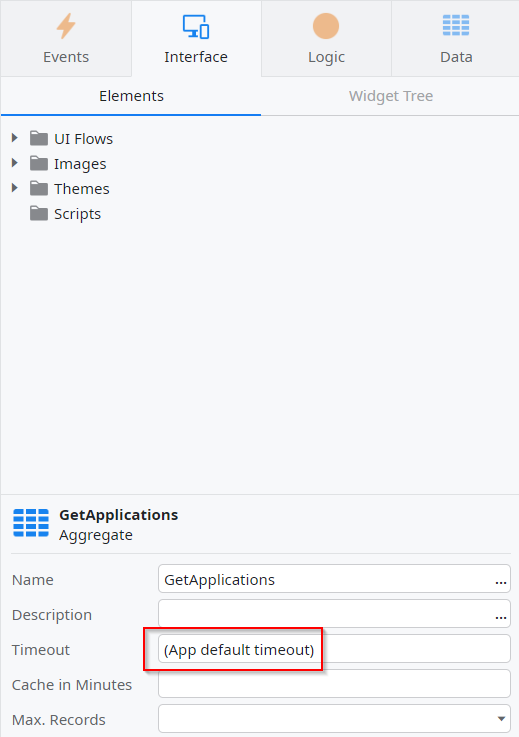 Events Interface Logic Data
Elements Widget Tree
UI Flows
Images
Themes
Scripts
GetApplications
Aggregate
Name GetApplications ...
Description ...
Timeout (App default timeout)
Cache in Minutes
Max. Records